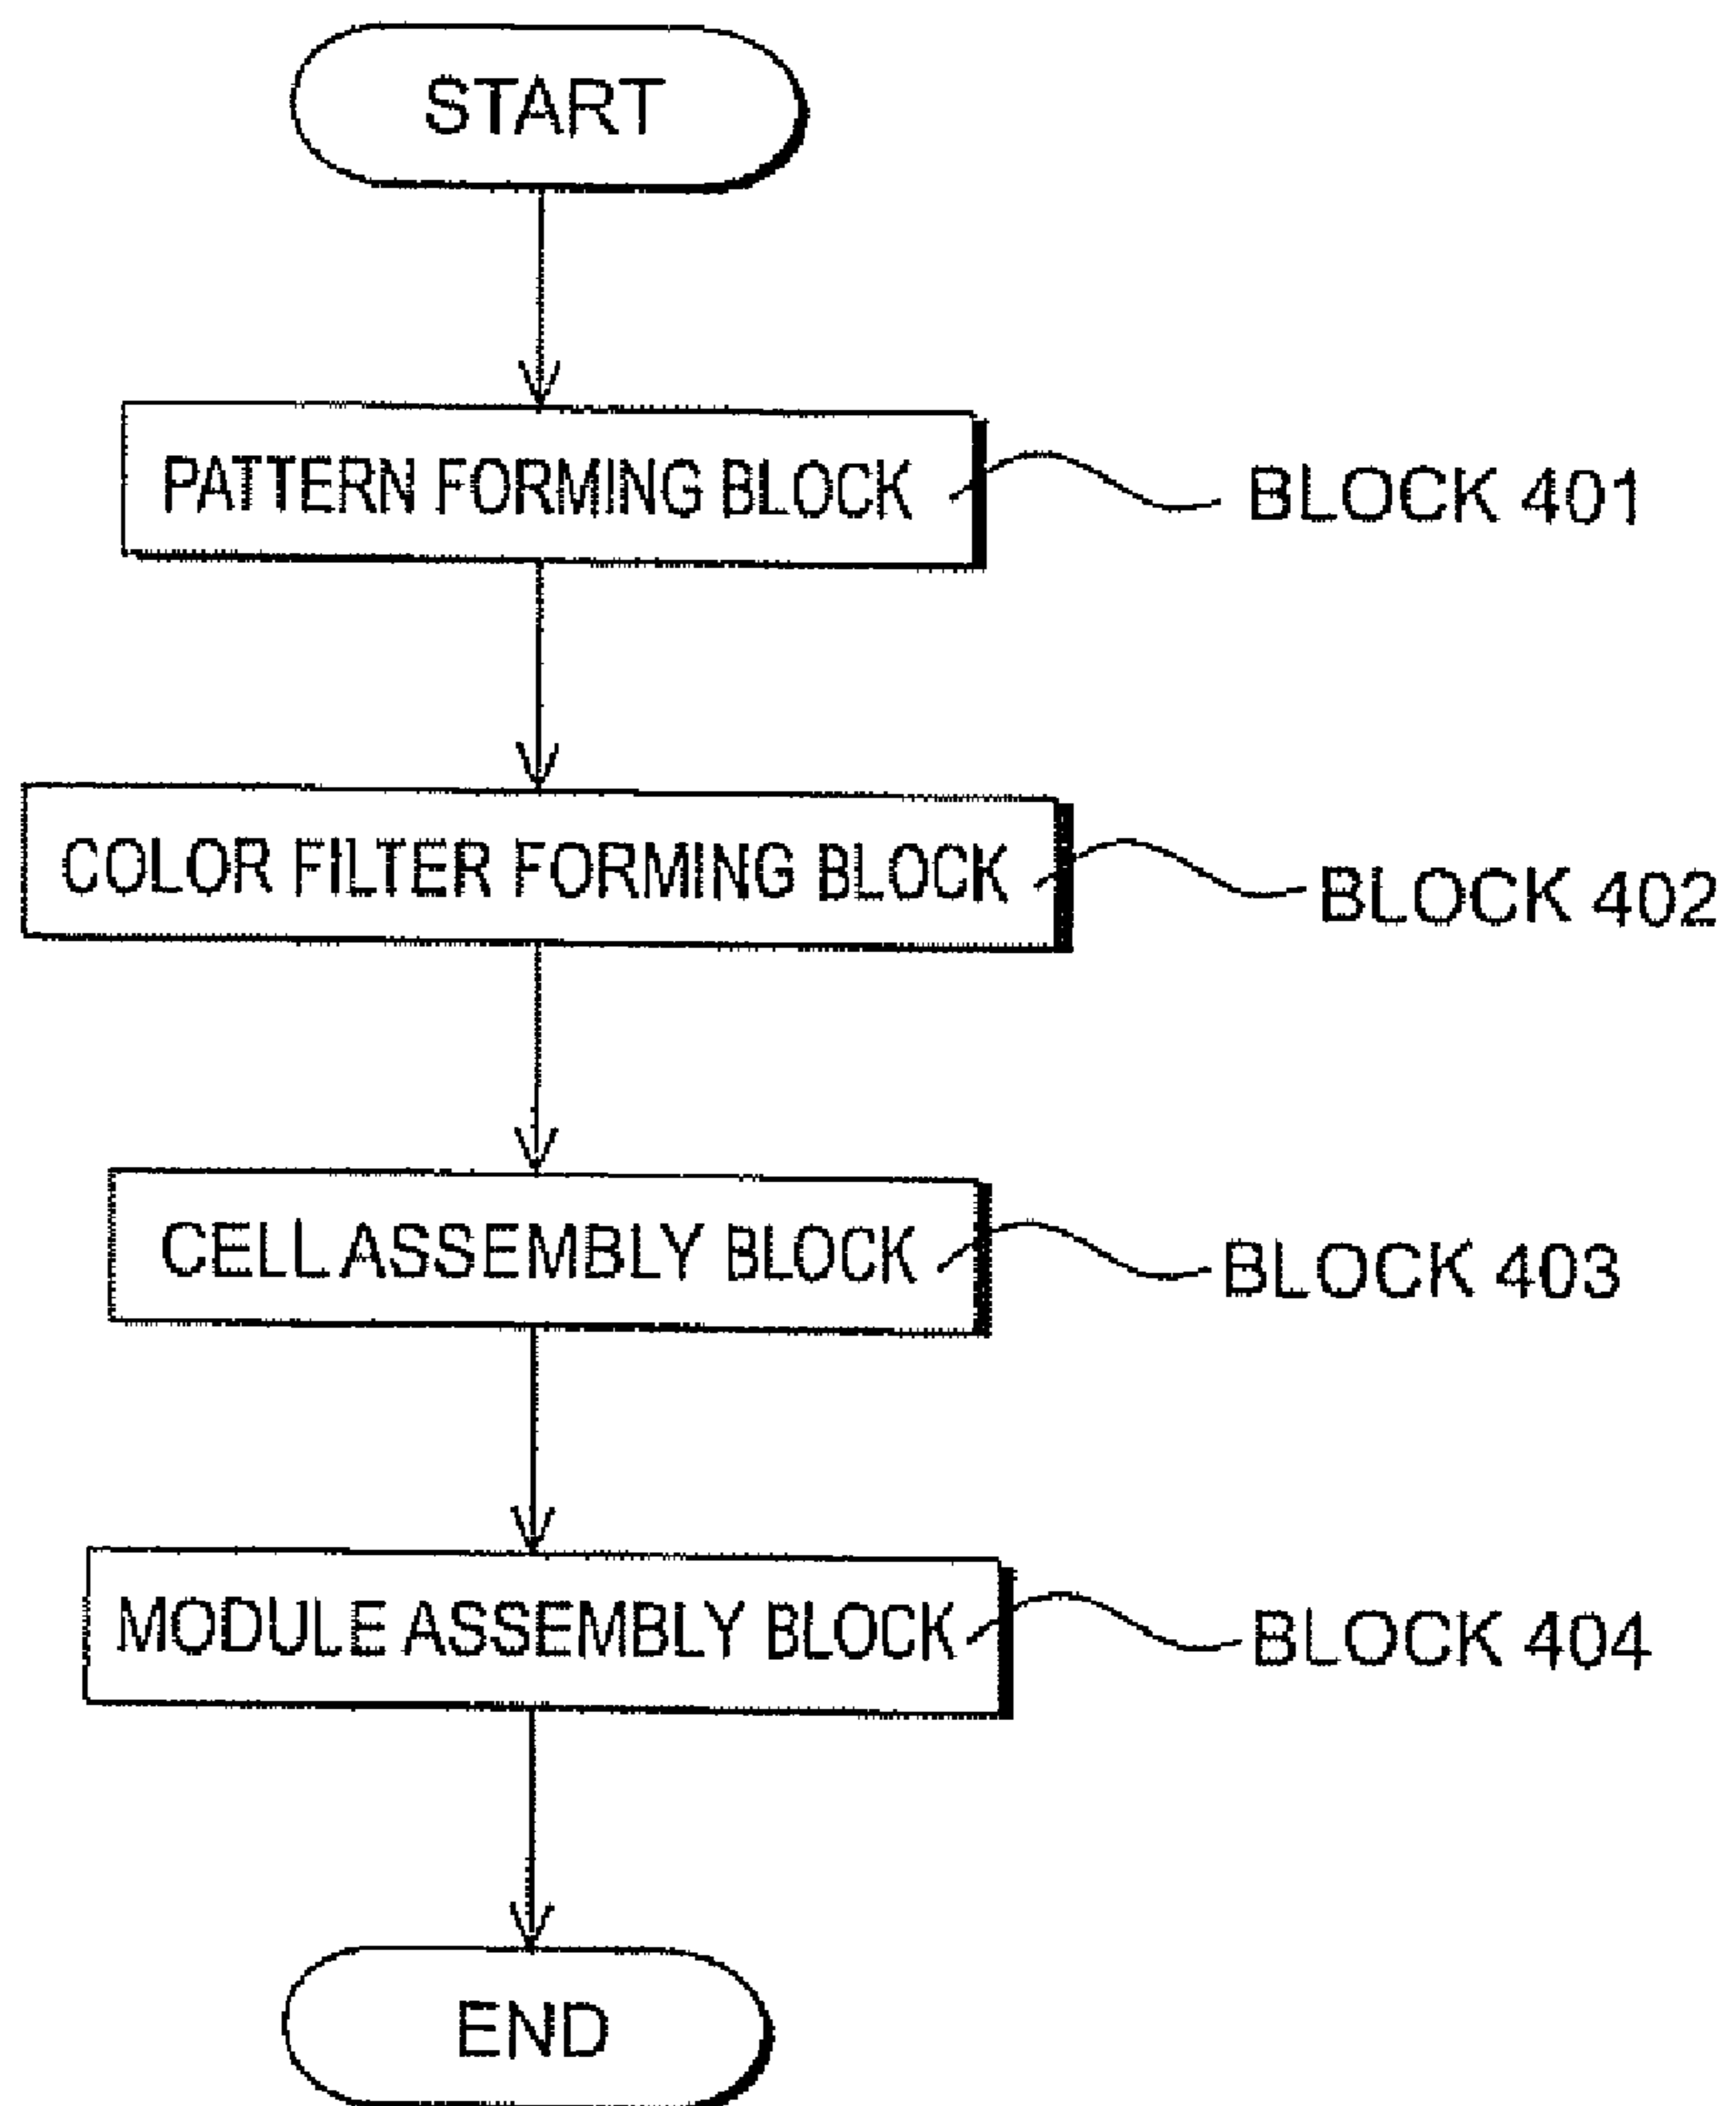 START
PATTERN FORMING BLOCK
BLOCK 401
COLOR FILTER FORMING BLOCK
BLOCK 402
CELL ASSEMBLY BLOCK
BLOCK 403
MODULE ASSEMBLY BLOCK
BLOCK 404
END